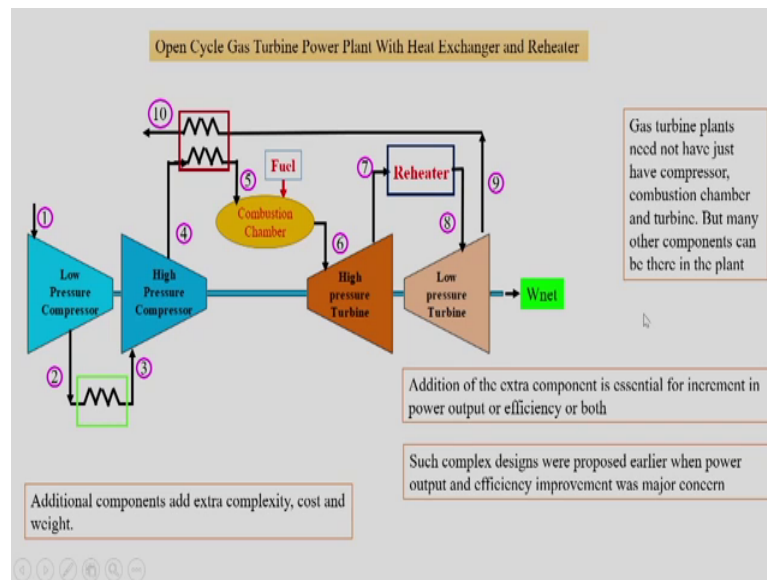 Open Cycle Gas Turbine Power Plant With Heat Exchanger and Reheater
10
Gas turbine plants
need not have just
have compressor,
combustion chamber
and turbine. But many
other components can
be there in the plant
Fuel
7
Reheater
5
9
Combustion
Chamber
1
4
8
6
Low
Pressure
Compressor
High
Pressure
Compressor
High
pressure
Turbine
Low
pressure
Turbine
Wnet
2
3
Addition of the extra component is essential for increment in
power output or efficiency or both
Such complex designs were proposed earlier when power
output and efficiency improvement was major concern
Additional components add extra complexity, cost and
weight.